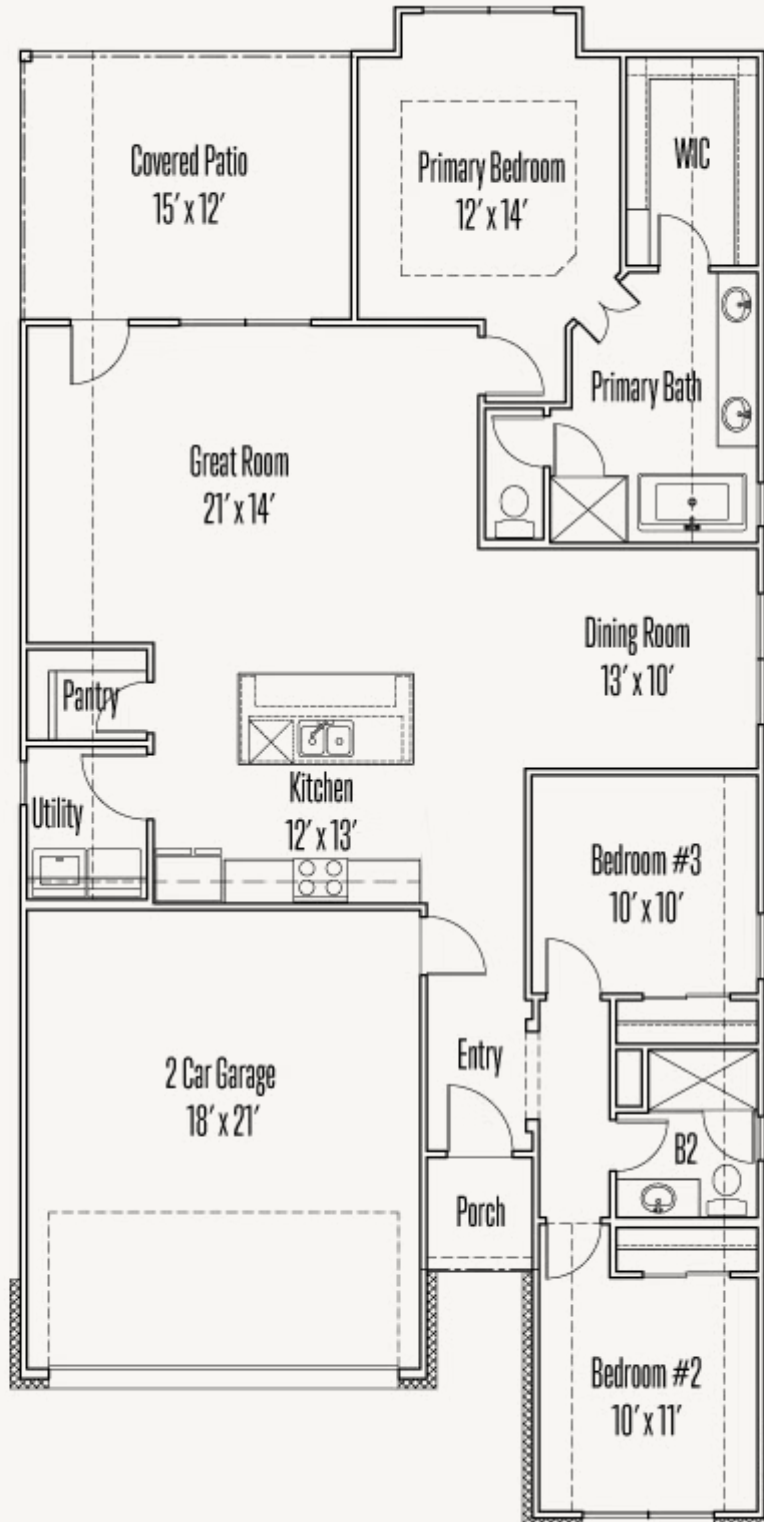 Covered Patio
15' x 12'
Primary Bedroom
12' x 14'
WIC
Primary Bath
Great Room
21' x 14'
Dining Room
13' x 10'
Pantry
Utility
Kitchen
12' x 13'
Bedroom #3
10' x 10'
2 Car Garage
18' x 21'
Entry
B2
Porch
Bedroom #2
10' x 11'